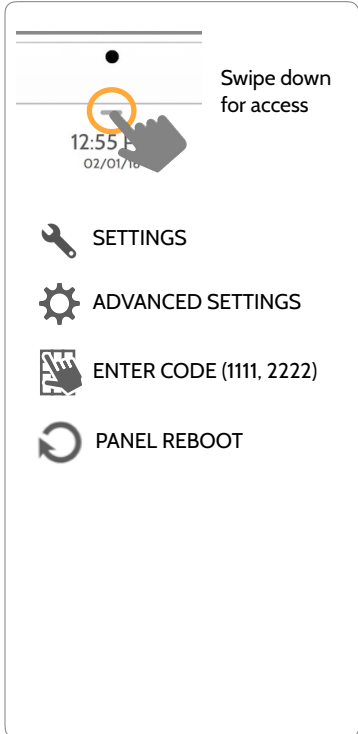 Swipe down
for access
12:55
02/01/1
SETTINGS
ADVANCED SETTINGS
ENTER CODE (1111, 2222)
PANEL REBOOT